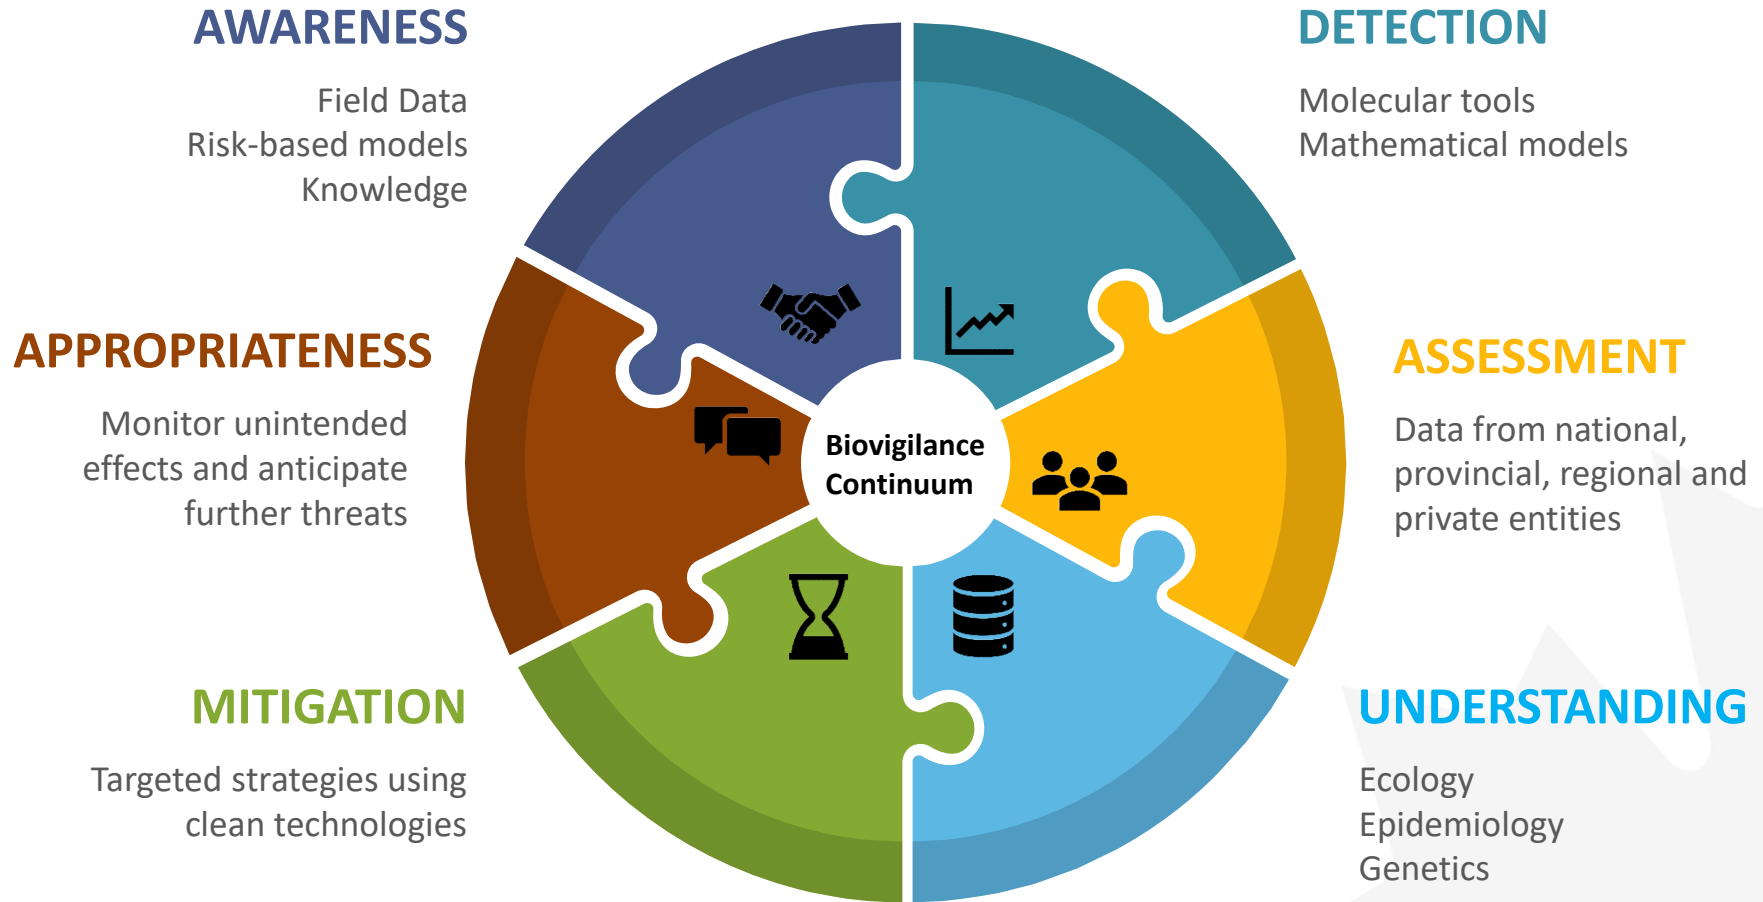 AWARENESS
Field Data
Risk-based models
Knowledge
DETECTION
Molecular tools
Mathematical models
APPROPRIATENESS
Monitor unintended
effects and anticipate
further threats
Biovigilance
Continuum
ASSESSMENT
Data from national,
provincial, regional and
private entities
MITIGATION
Targeted strategies using
clean technologies
UNDERSTANDING
Ecology
Epidemiology
Genetics